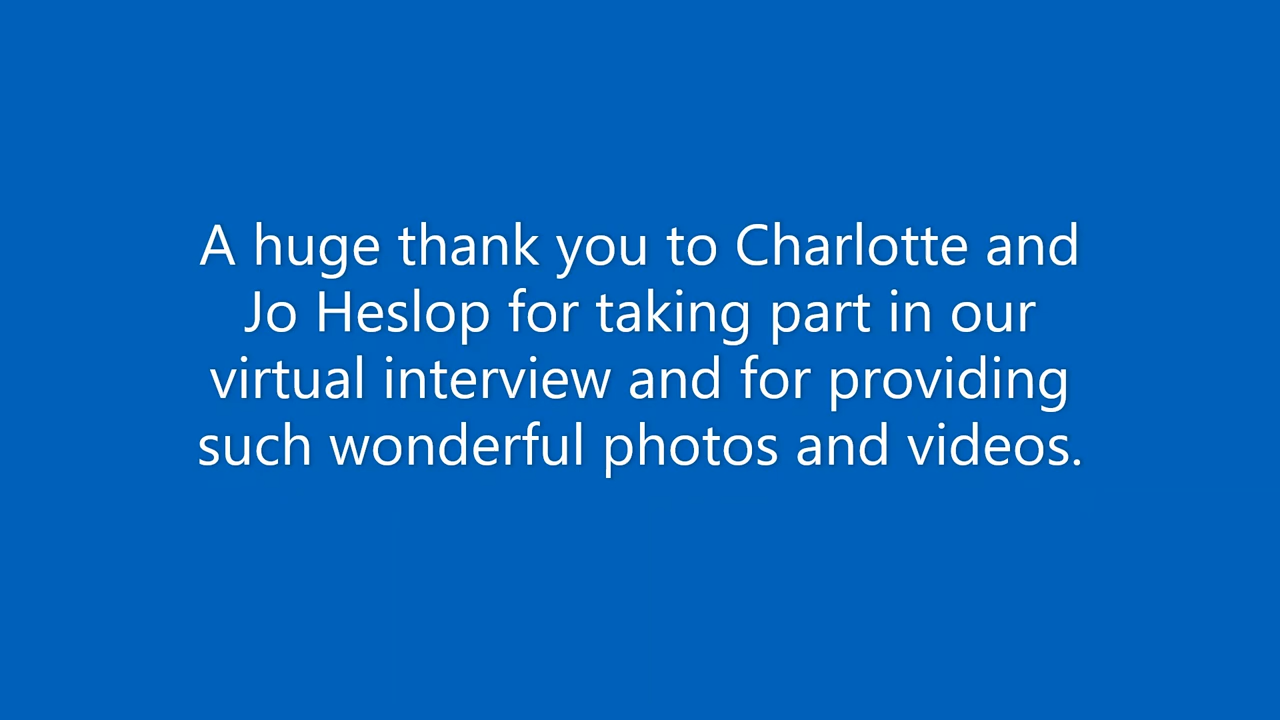 A huge thank you to Charlotte and
Jo Heslop for taking part in our
virtual interview and for providing
such wonderful photos and videos.